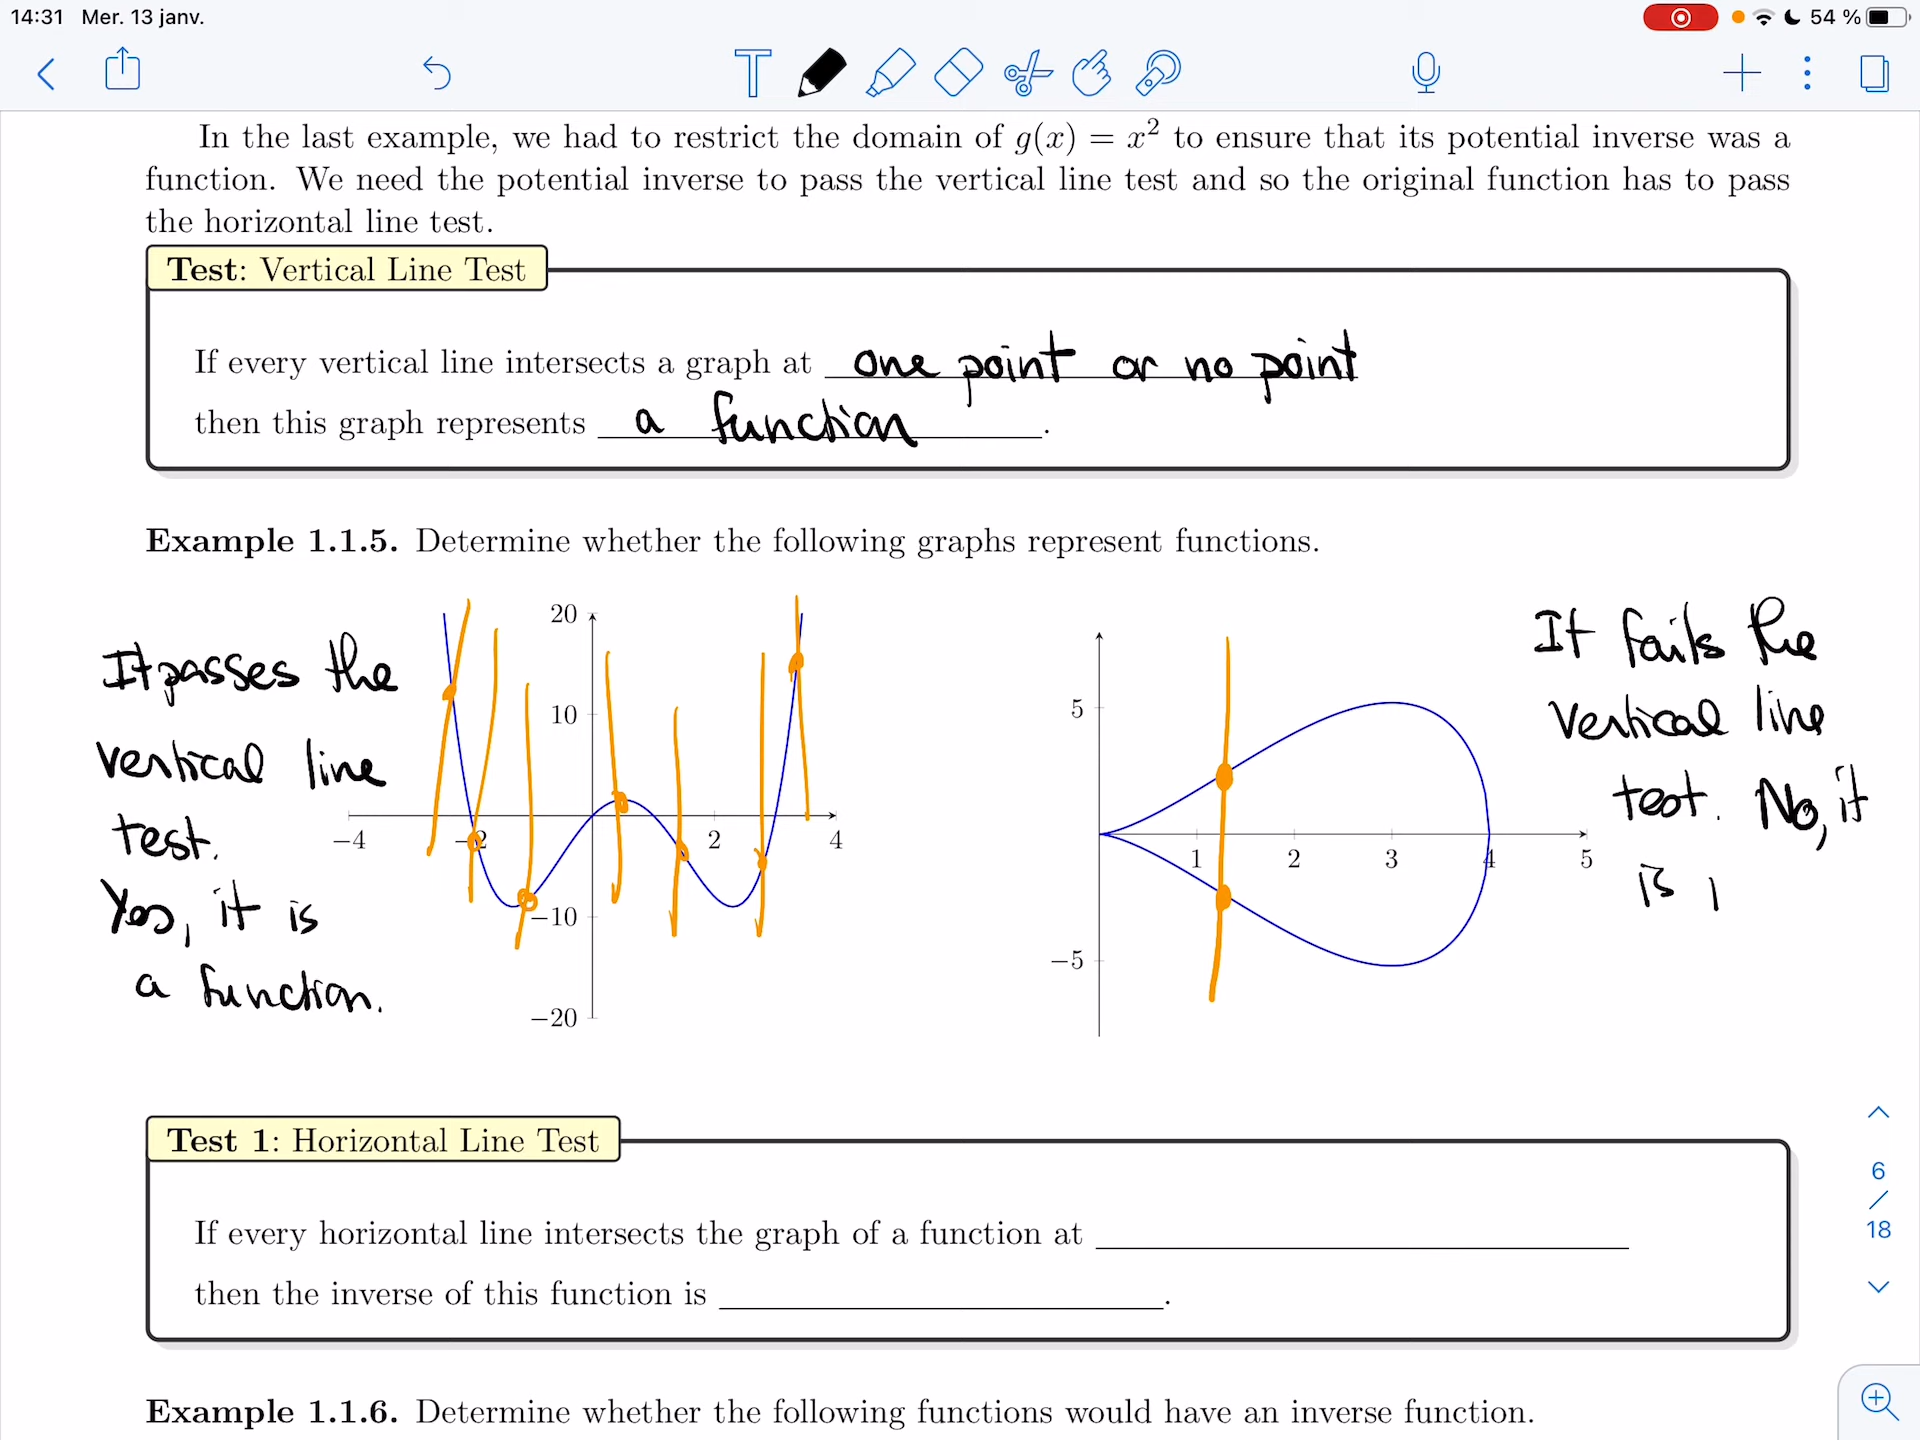 14:31 Mer. 13 janv.
54 %
T
In the last example, we had to restrict the domain of g(x) = x² to ensure that its potential inverse was a
function. We need the potential inverse to pass the vertical line test and so the original function has to pass
the horizontal line test.
Test: Vertical Line Test
If every vertical line intersects a graph at one point or no point
then this graph represents a function.
Example 1.1.5. Determine whether the following graphs represent functions.
It passes the
vertical line
test.
Yes, it is
a function.
20
10
−4 −2 2 4
−10
−20
5
1 2 3 4 5
−5
It fails the
vertical line
test. No, it
is
Test 1: Horizontal Line Test
If every horizontal line intersects the graph of a function at
then the inverse of this function is .
6
/
18
Example 1.1.6. Determine whether the following functions would have an inverse function.